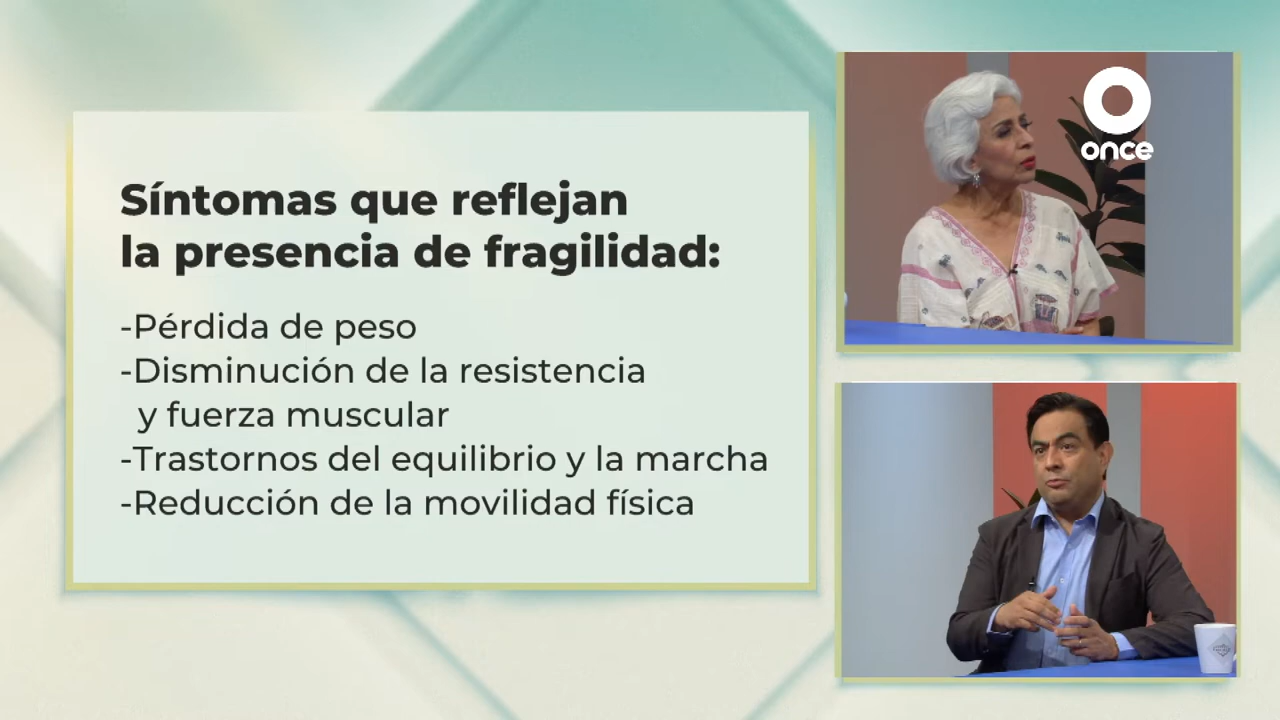 Síntomas que reflejan
la presencia de fragilidad:
-Pérdida de peso
-Disminución de la resistencia
y fuerza muscular
-Trastornos del equilibrio y la marcha
-Reducción de la movilidad física
once